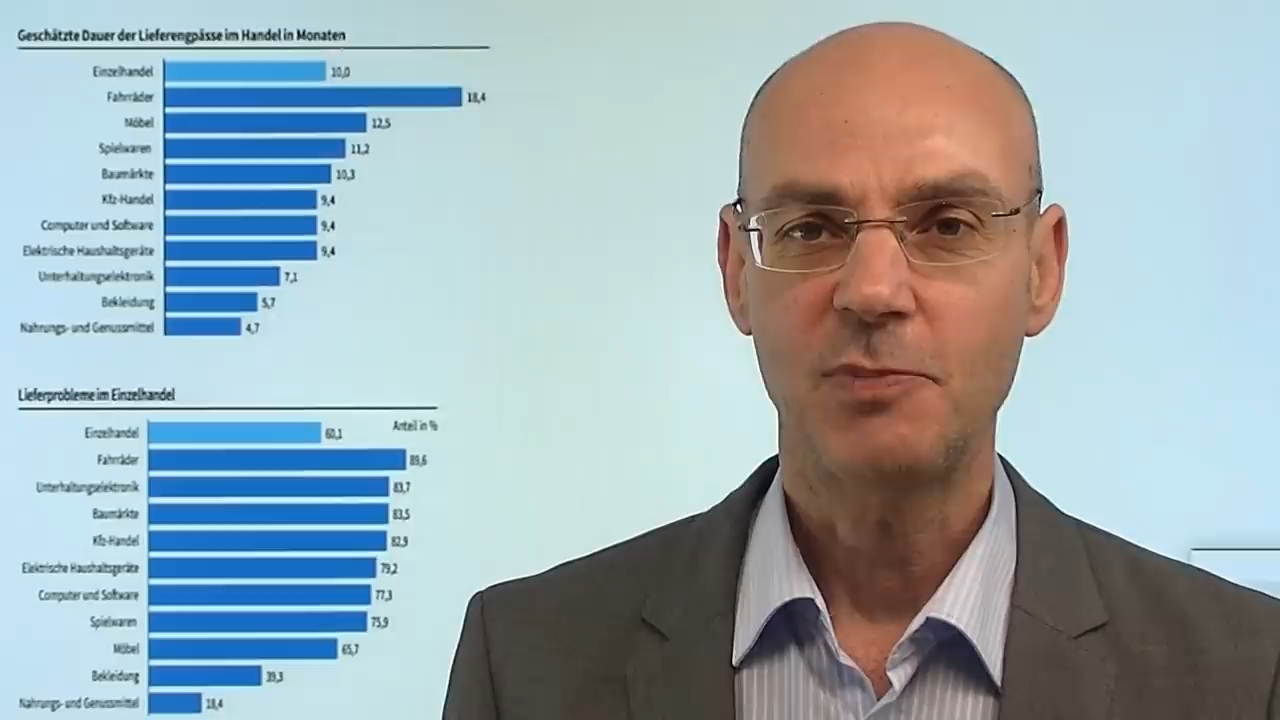 Geschätzte Dauer der Lieferengpässe im Handel in Monaten
Einzelhandel 10,0
Fahrräder 18,4
Möbel 12,5
Spielwaren 11,2
Baumärkte 10,3
Kfz-Handel 9,4
Computer und Software 9,4
Elektrische Haushaltsgeräte 9,4
Unterhaltungselektronik 7,1
Bekleidung 5,7
Nahrungs- und Genussmittel 4,7
Lieferprobleme im Einzelhandel
Anteil in %
Einzelhandel 60,1
Fahrräder 89,6
Unterhaltungselektronik 83,7
Baumärkte 83,5
Kfz-Handel 82,9
Elektrische Haushaltsgeräte 79,2
Computer und Software 77,3
Spielwaren 75,9
Möbel 65,7
Bekleidung 39,3
Nahrungs- und Genussmittel 18,4